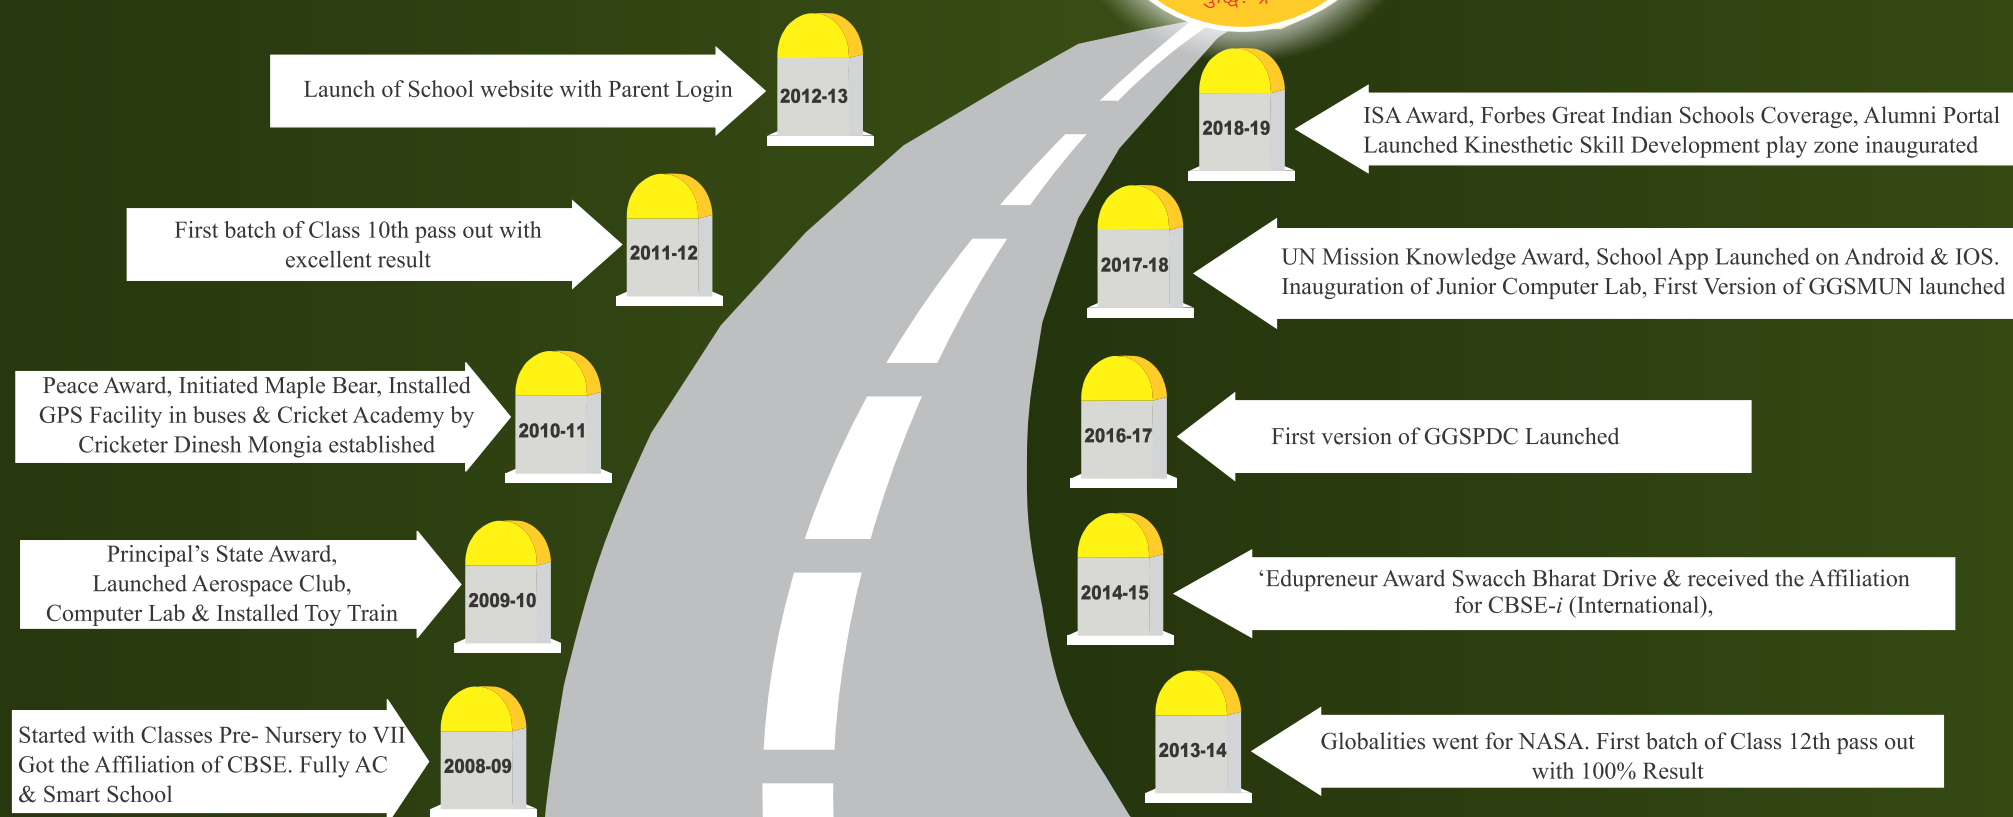 Launch of School website with Parent Login
2012-13
2018-19
ISA Award, Forbes Great Indian Schools Coverage, Alumni Portal
Launched Kinesthetic Skill Development play zone inaugurated
First batch of Class 10th pass out with
excellent result
2011-12
2017-18
UN Mission Knowledge Award, School App Launched on Android & IOS.
Inauguration of Junior Computer Lab, First Version of GGSMUN launched
Peace Award, Initiated Maple Bear, Installed
GPS Facility in buses & Cricket Academy by
Cricketer Dinesh Mongia established
2010-11
2016-17
First version of GGSPDC Launched
Principal’s State Award,
Launched Aerospace Club,
Computer Lab & Installed Toy Train
2009-10
2014-15
‘Edupreneur Award Swacch Bharat Drive & received the Affiliation
for CBSE-i (International),
Started with Classes Pre- Nursery to VII
Got the Affiliation of CBSE. Fully AC
& Smart School
2008-09
2013-14
Globalities went for NASA. First batch of Class 12th pass out
with 100% Result